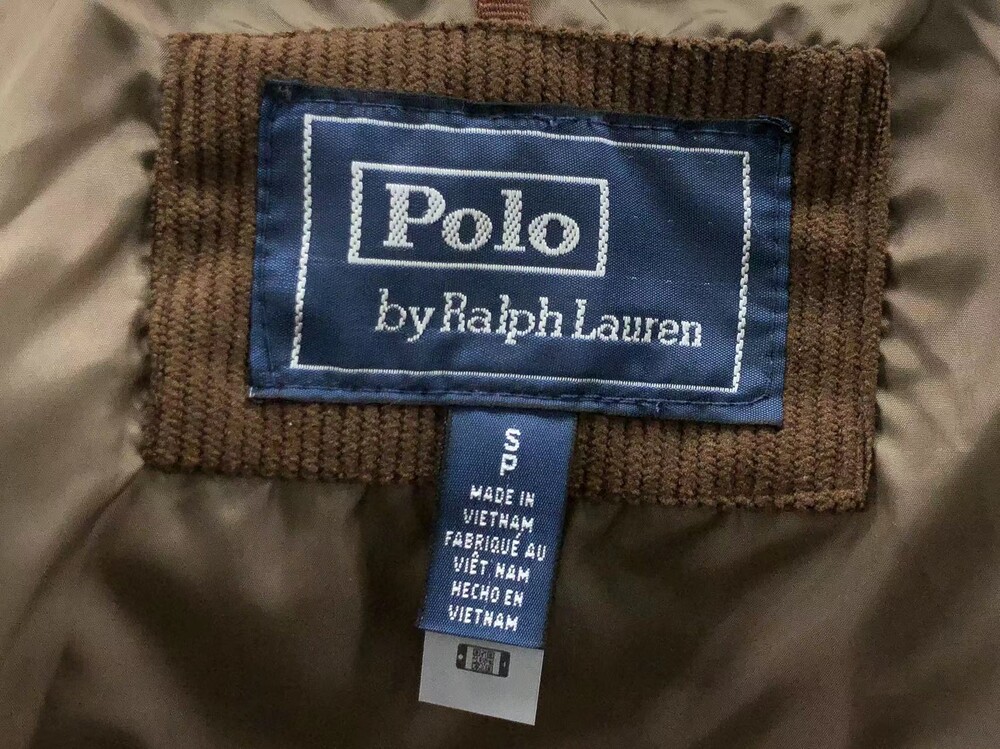 Polo
by Ralph Lauren
S
P
MADE IN
VIETNAM
FABRIQUÉ AU
VIÊT NAM
HECHO EN
VIETNAM